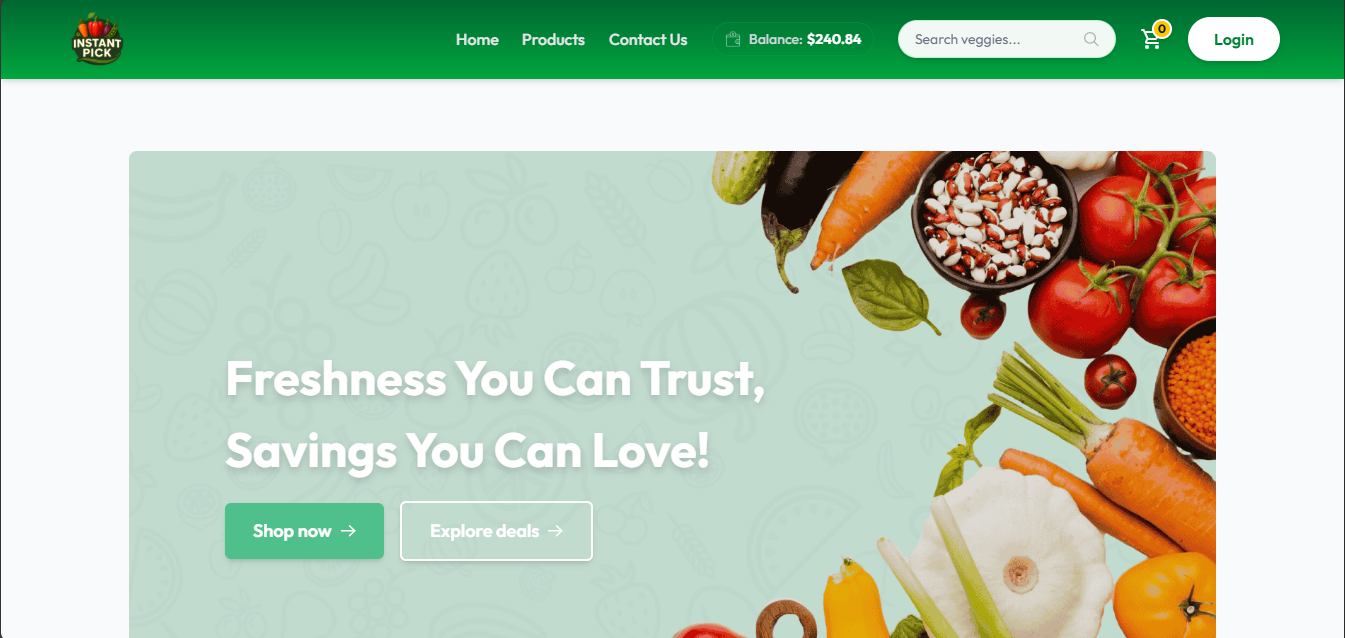 INSTANT
PICK
Home Products Contact Us Balance: $240.84 Search veggies... 0 Login
Freshness You Can Trust,
Savings You Can Love!
Shop now → Explore deals →